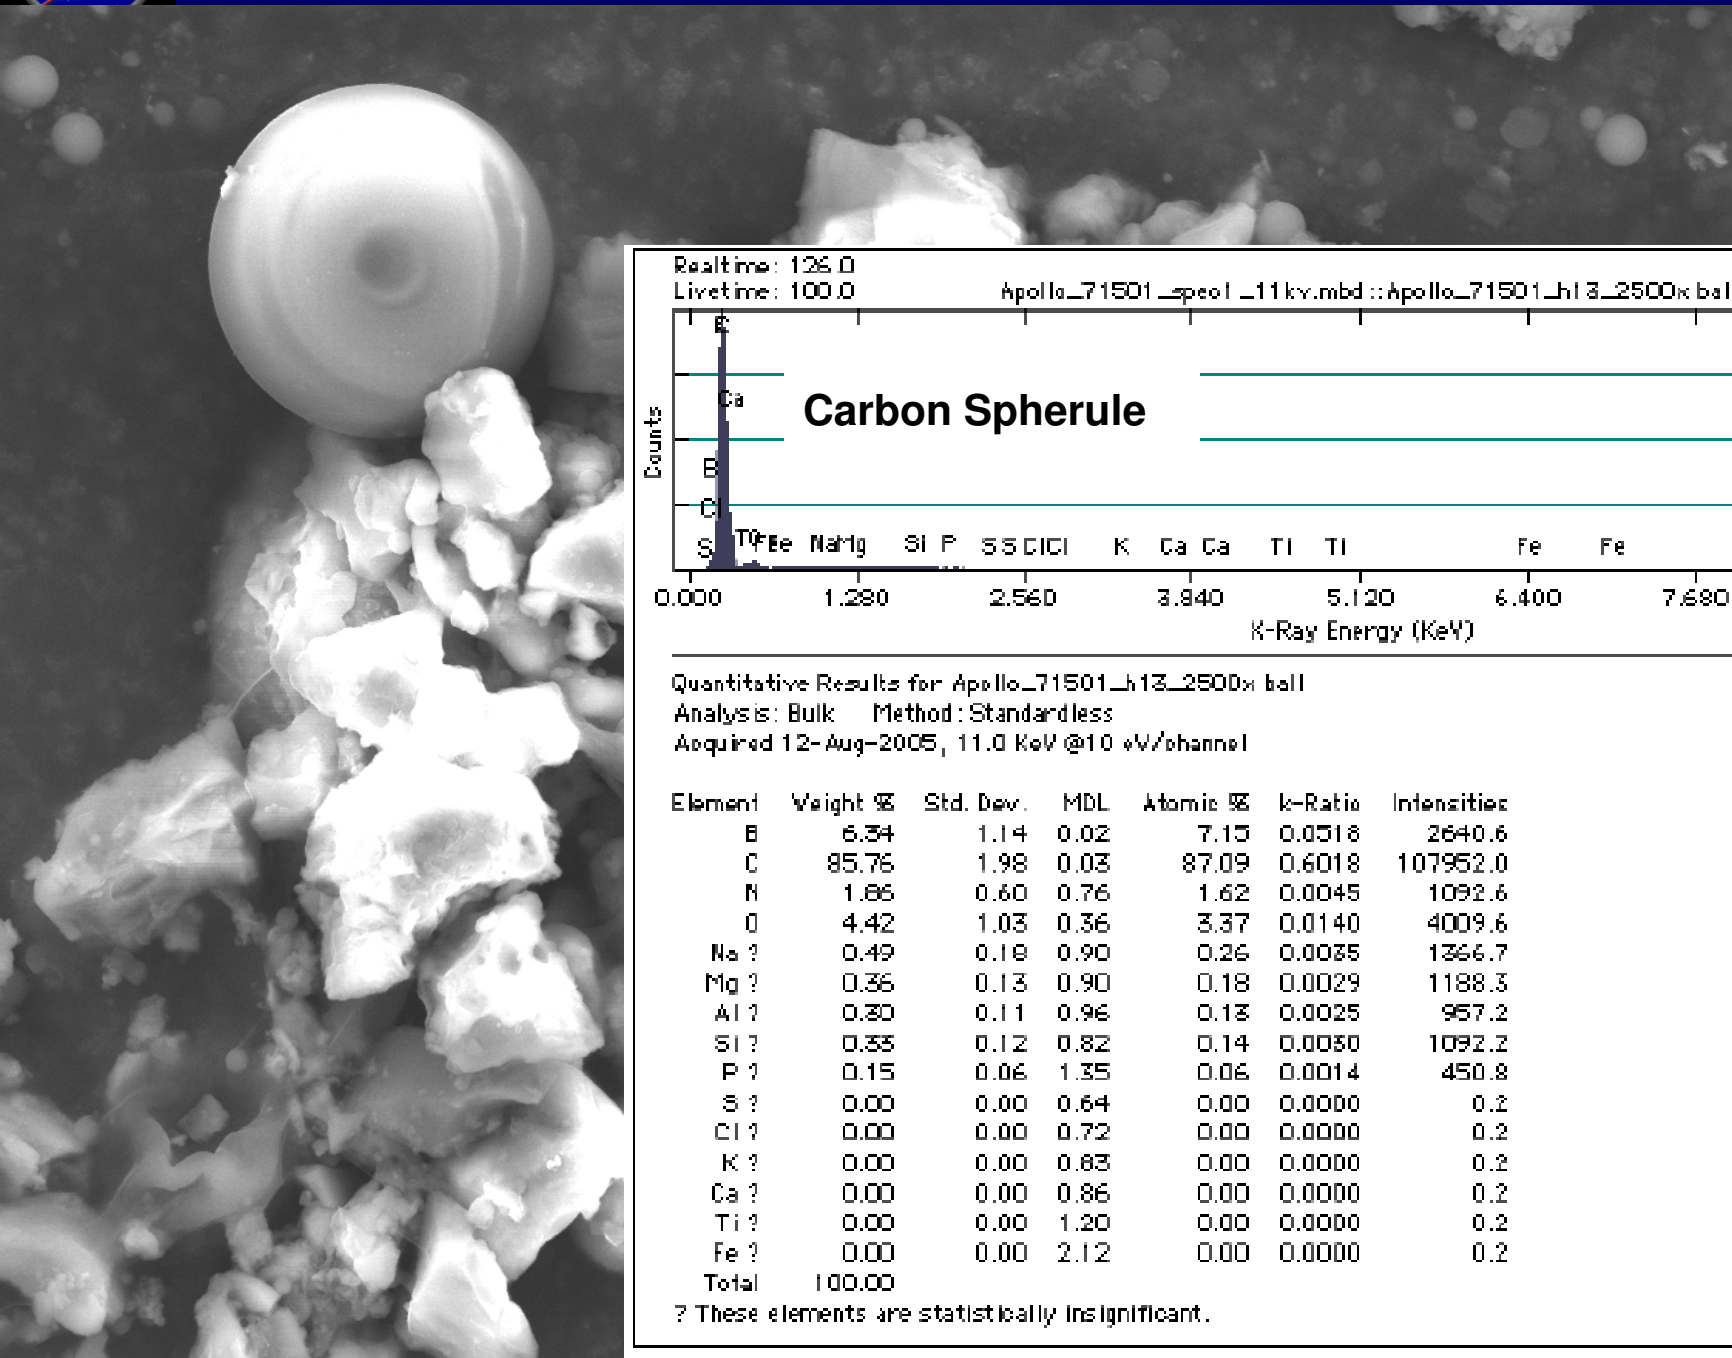 Realtime: 126.0
Livetime: 100.0
Apollo_71501_spec1_11kv.mbd::Apollo_71501_h13_2500x ball
Carbon Spherule
Counts
Ca
B
Cl
S Na Mg Si P S S Cl Cl K Ca Ca Ti Ti Fe Fe
0.000 1.280 2.560 3.840 5.120 6.400 7.680
X-Ray Energy (KeV)
Quantitative Results for Apollo_71501_h13_2500x ball
Analysis: Bulk Method: Standardless
Acquired 12-Aug-2005, 11.0 KeV @10 eV/channel
Element Weight % Std. Dev. MDL Atomic % k-Ratio Intensities
B 6.34 1.14 0.02 7.15 0.0518 2640.6
C 85.76 1.98 0.03 87.09 0.6018 107952.0
N 1.86 0.60 0.76 1.62 0.0045 1092.6
O 4.42 1.03 0.36 3.37 0.0140 4009.6
Na ? 0.49 0.18 0.90 0.26 0.0035 1366.7
Mg ? 0.36 0.13 0.90 0.18 0.0029 1188.3
Al ? 0.30 0.11 0.96 0.13 0.0025 957.2
Si ? 0.33 0.12 0.82 0.14 0.0030 1092.2
P ? 0.15 0.06 1.35 0.06 0.0014 450.8
S ? 0.00 0.00 0.64 0.00 0.0000 0.2
Cl ? 0.00 0.00 0.72 0.00 0.0000 0.2
K ? 0.00 0.00 0.83 0.00 0.0000 0.2
Ca ? 0.00 0.00 0.86 0.00 0.0000 0.2
Ti ? 0.00 0.00 1.20 0.00 0.0000 0.2
Fe ? 0.00 0.00 2.12 0.00 0.0000 0.2
Total 100.00
? These elements are statistically insignificant.